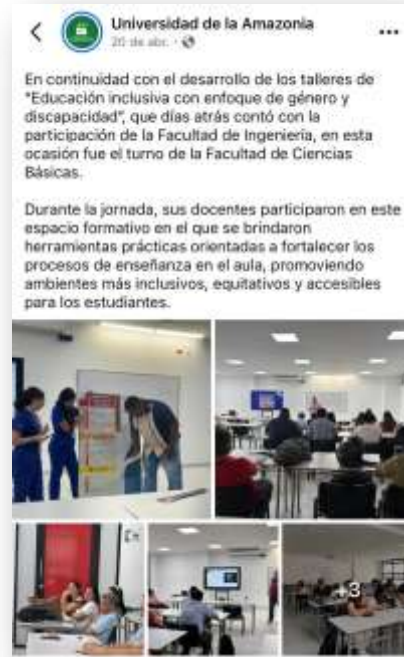 Universidad de la Amazonia
20 de abr.
En continuidad con el desarrollo de los talleres de
"Educación inclusiva con enfoque de género y
discapacidad", que días atrás contó con la
participación de la Facultad de Ingeniería, en esta
ocasión fue el turno de la Facultad de Ciencias
Básicas.
Durante la jornada, sus docentes participaron en este
espacio formativo en el que se brindaron
herramientas prácticas orientadas a fortalecer los
procesos de enseñanza en el aula, promoviendo
ambientes más inclusivos, equitativos y accesibles
para los estudiantes.
+3